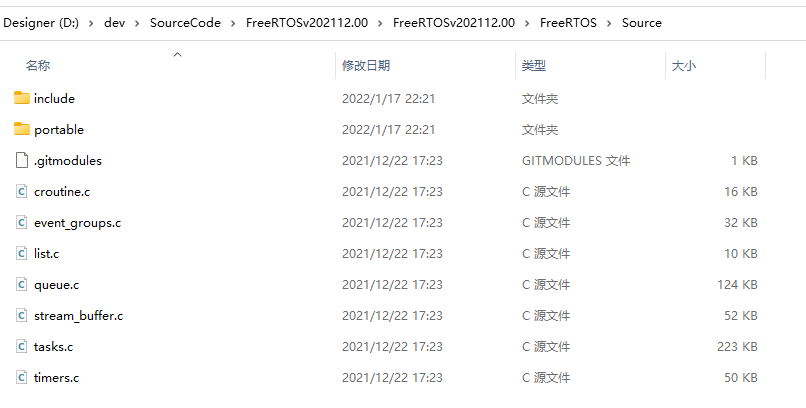 Designer (D:) > dev > SourceCode > FreeRTOSv202112.00 > FreeRTOSv202112.00 > FreeRTOS > Source
名称 修改日期 类型 大小
include 2022/1/17 22:21 文件夹
portable 2022/1/17 22:21 文件夹
.gitmodules 2021/12/22 17:23 GITMODULES 文件 1 KB
croutine.c 2021/12/22 17:23 C 源文件 16 KB
event_groups.c 2021/12/22 17:23 C 源文件 32 KB
list.c 2021/12/22 17:23 C 源文件 10 KB
queue.c 2021/12/22 17:23 C 源文件 124 KB
stream_buffer.c 2021/12/22 17:23 C 源文件 52 KB
tasks.c 2021/12/22 17:23 C 源文件 223 KB
timers.c 2021/12/22 17:23 C 源文件 50 KB